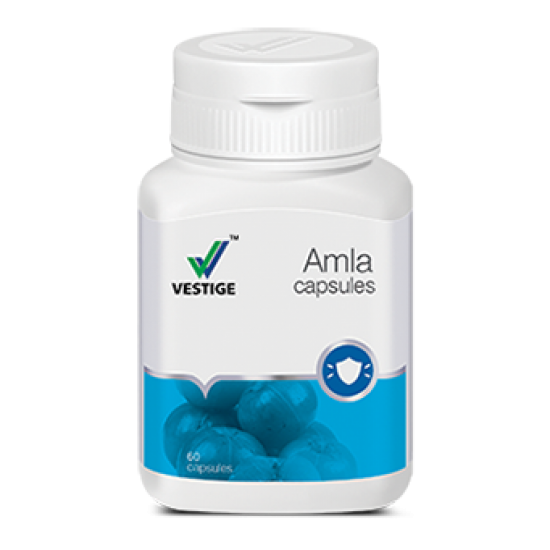 TM
VESTIGE
Amla
capsules
60
capsules